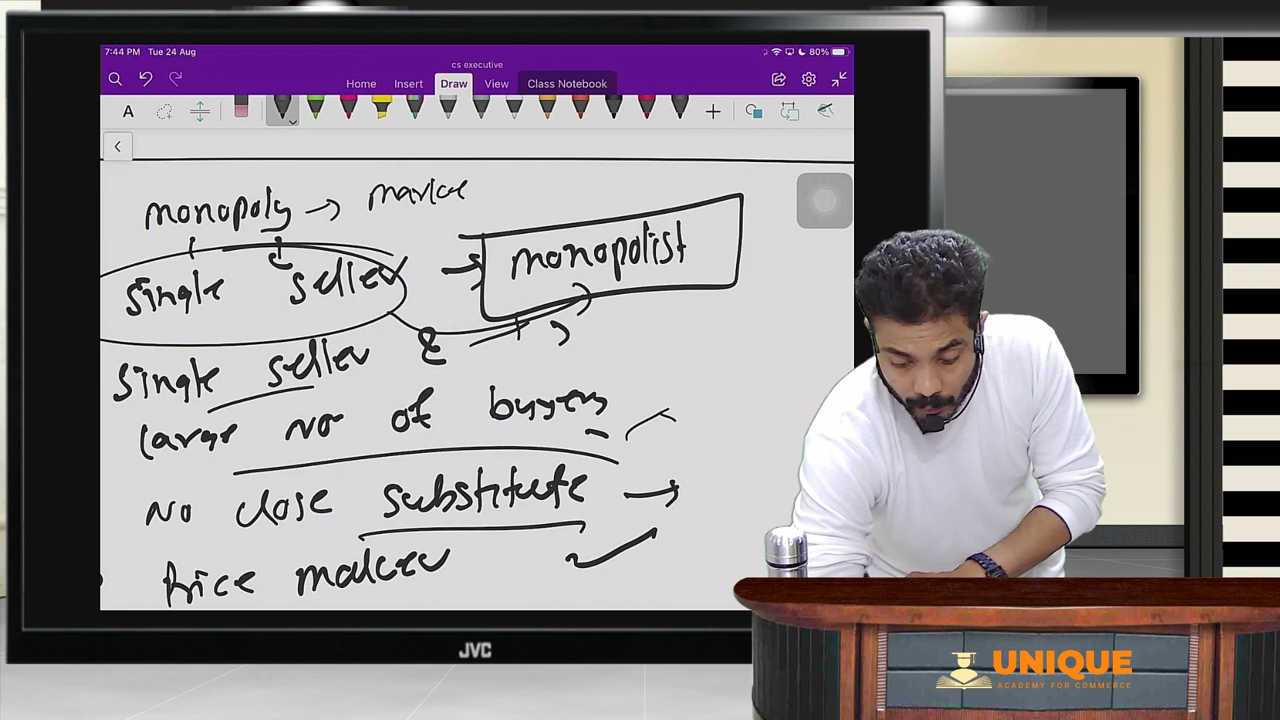 7:44 PM Tue 24 Aug
80%
cs executive
Home Insert Draw View Class Notebook
A
monopoly → market
single seller → monopolist
single seller &
large no of buyers
No close substitute →
Price maker
JVC
UNIQUE
ACADEMY FOR COMMERCE